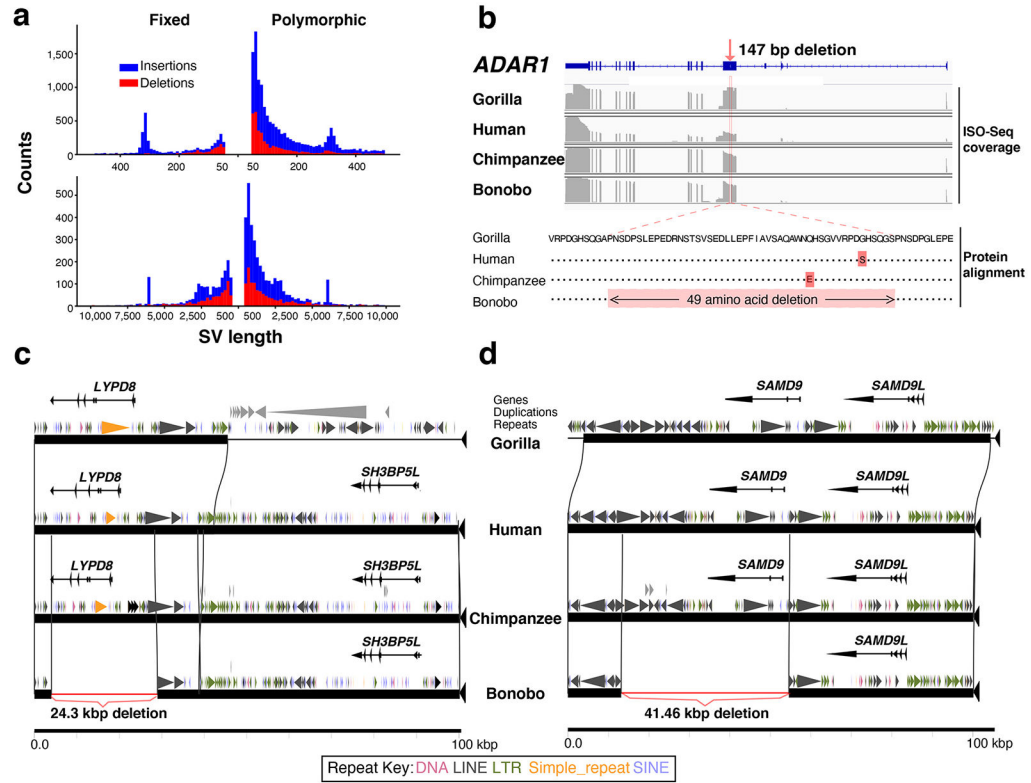 a
Fixed
Polymorphic
Insertions
Deletions
Counts
1,500
1,000
500
0
400
200
50
50
200
400
500
400
300
200
100
0
10,000
7,500
5,000
2,500
50
50
2,500
5,000
7,500
10,000
SV length
b
147 bp deletion
ADAR1
Gorilla
Human
Chimpanzee
Bonobo
ISO-Seq
coverage
Gorilla
VRPDGHSQGAPNSDPSLEPEDRNSTSVSEDLLEPFIAVSAQAWNQHSGVVRPDGHSQGSPNSDPGLEPE
Human
S
Chimpanzee
E
Bonobo
49 amino acid deletion
Protein
alignment
c
LYPD8
LYPD8
SH3BP5L
LYPD8
SH3BP5L
SH3BP5L
24.3 kbp deletion
0.0
100 kbp
Genes
Duplications
Repeats
Gorilla
Human
Chimpanzee
Bonobo
d
SAMD9
SAMD9L
SAMD9
SAMD9L
SAMD9
SAMD9L
SAMD9L
41.46 kbp deletion
0.0
100 kbp
Repeat Key: DNA LINE LTR Simple_repeat SINE